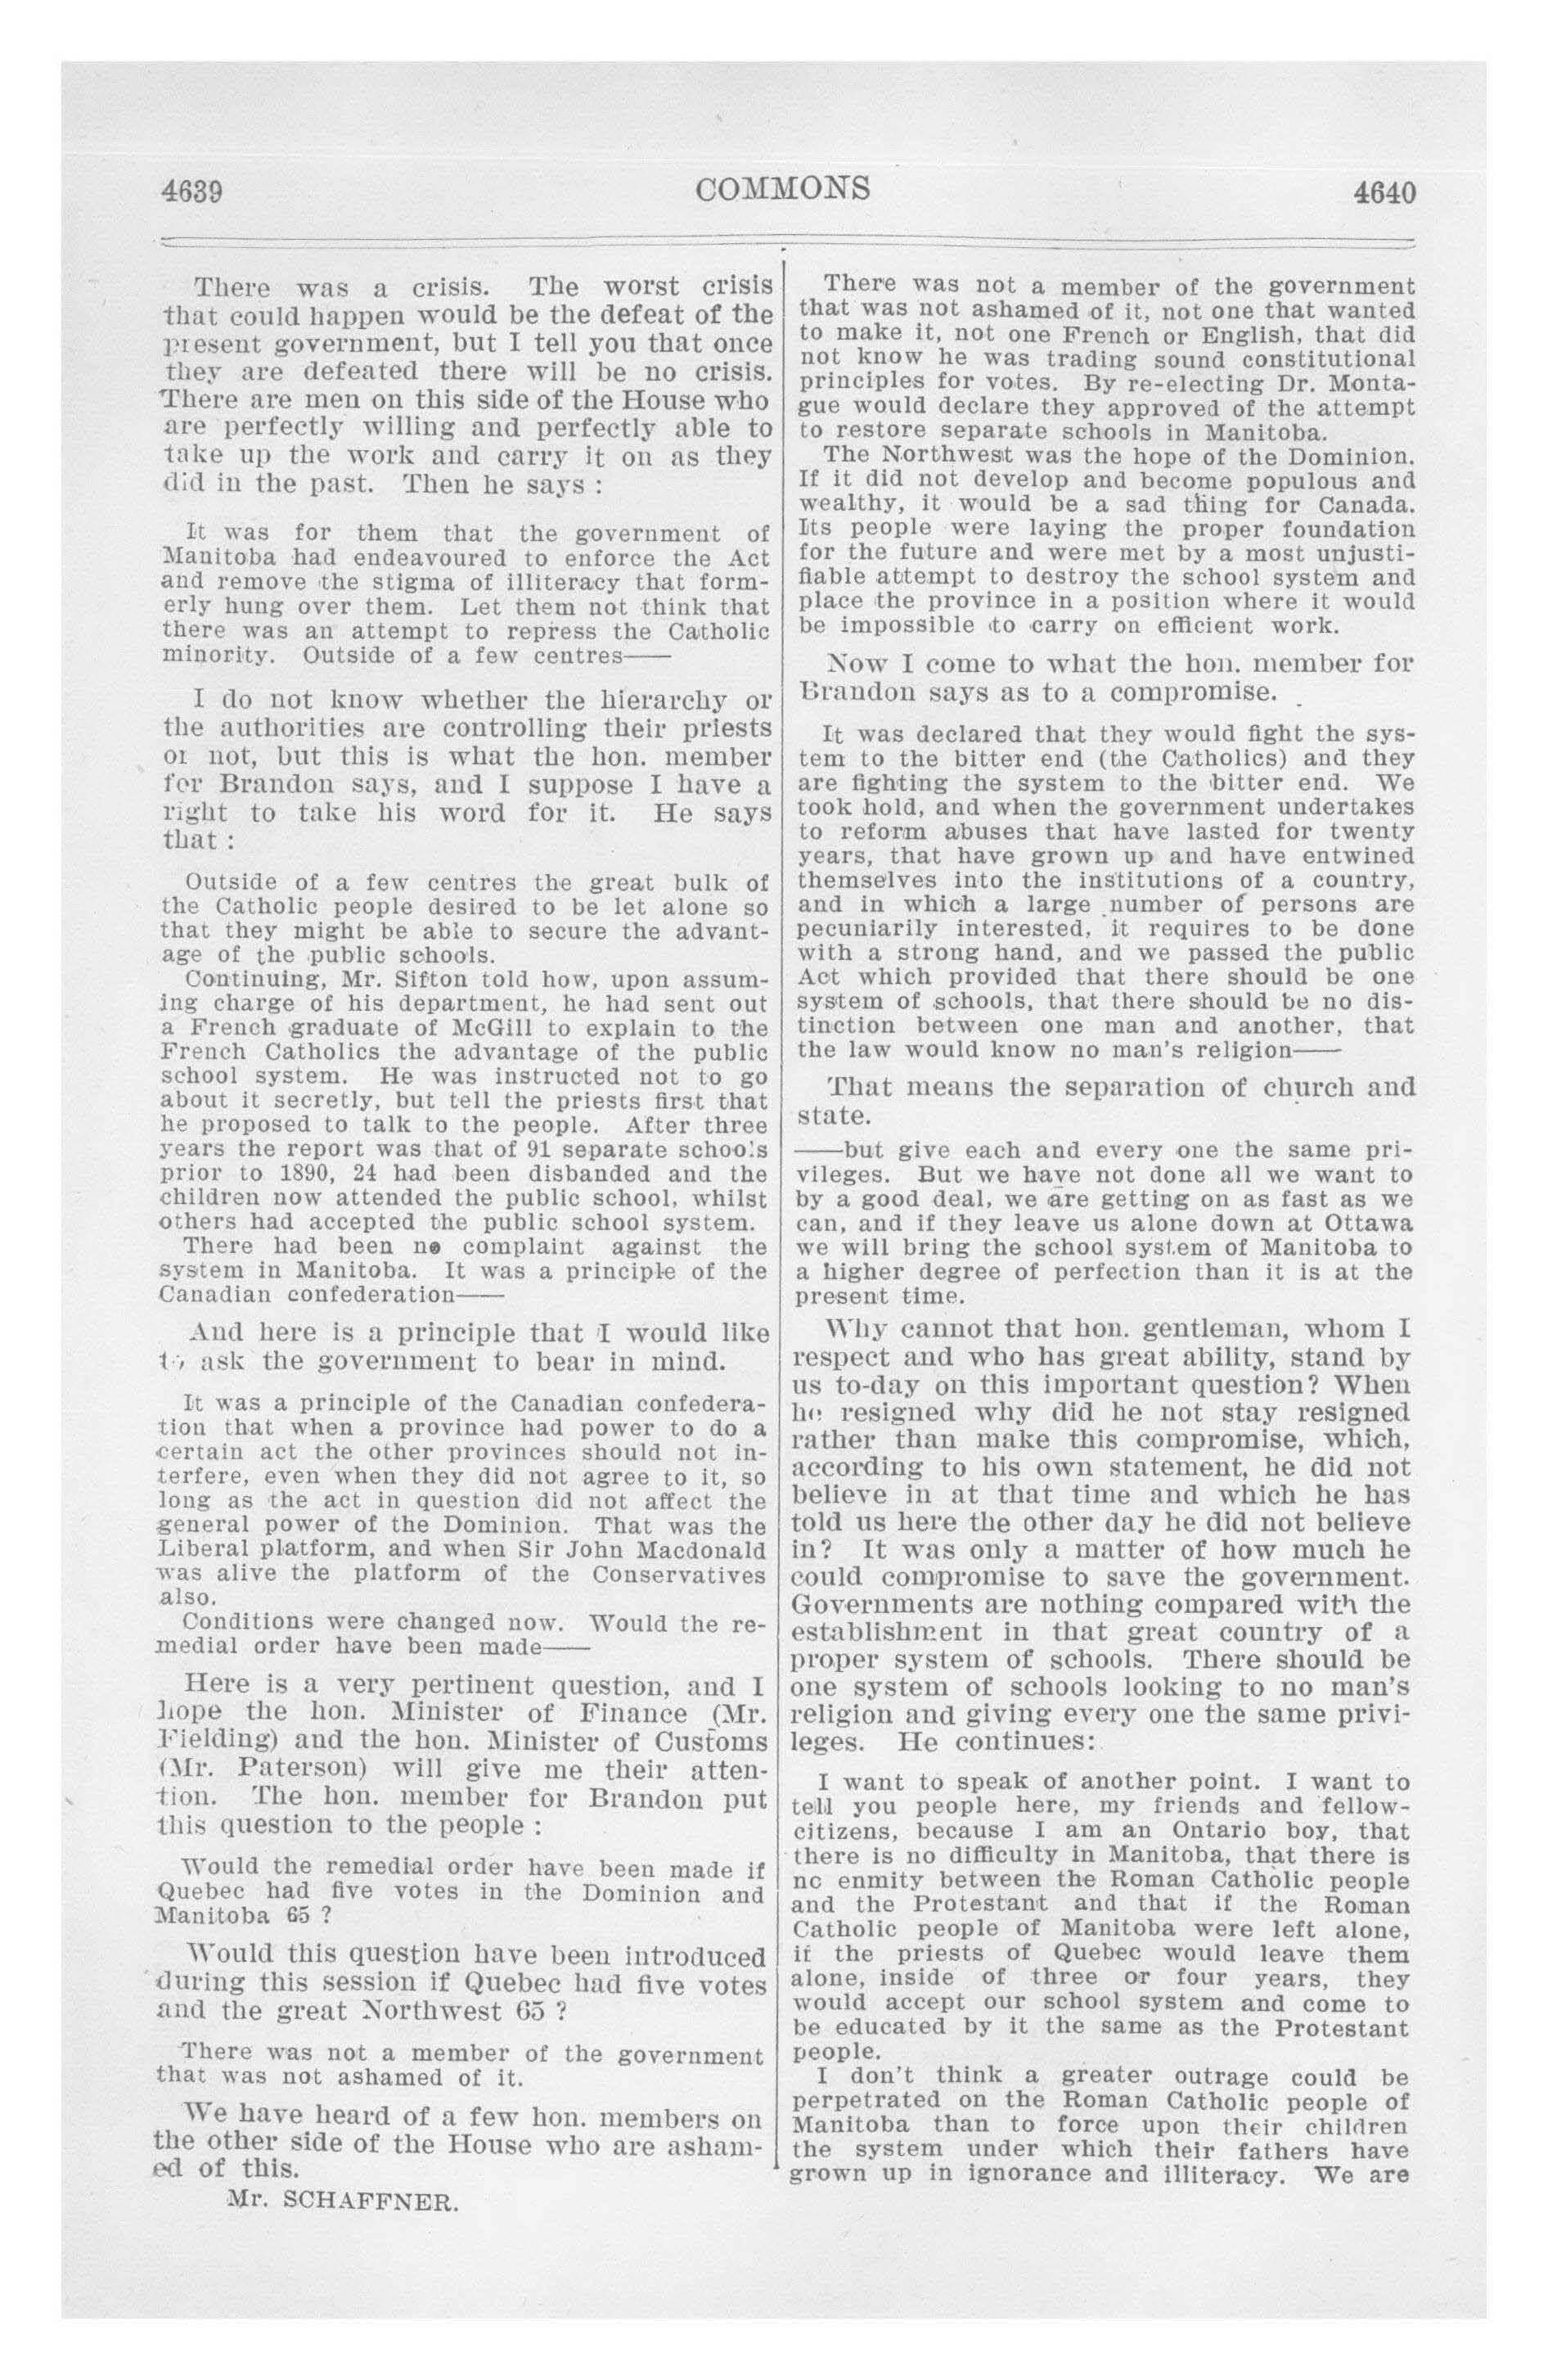 4639
COMMONS
4640
There was a crisis. The worst crisis
that could happen would be the defeat of the
present government, but I tell you that once
they are defeated there will be no crisis.
There are men on this side of the House who
are perfectly willing and perfectly able to
take up the work and carry it on as they
did in the past. Then he says :
It was for them that the government of
Manitoba had endeavoured to enforce the Act
and remove the stigma of illiteracy that form-
erly hung over them. Let them not think that
there was an attempt to repress the Catholic
minority. Outside of a few centres——
I do not know whether the hierarchy or
the authorities are controlling their priests
or not, but this is what the hon. member
for Brandon says, and I suppose I have a
right to take his word for it. He says
that :
Outside of a few centres the great bulk of
the Catholic people desired to be let alone so
that they might be able to secure the advant-
age of the public schools.
Continuing, Mr. Sifton told how, upon assum-
ing charge of his department, he had sent out
a French graduate of McGill to explain to the
French Catholics the advantage of the public
school system. He was instructed not to go
about it secretly, but tell the priests first that
he proposed to talk to the people. After three
years the report was that of 91 separate schools
prior to 1890, 24 had been disbanded and the
children now attended the public school, whilst
others had accepted the public school system.
There had been no complaint against the
system in Manitoba. It was a principle of the
Canadian confederation——
And here is a principle that I would like
to ask the government to bear in mind.
It was a principle of the Canadian confedera-
tion that when a province had power to do a
certain act the other provinces should not in-
terfere, even when they did not agree to it, so
long as the act in question did not affect the
general power of the Dominion. That was the
Liberal platform, and when Sir John Macdonald
was alive the platform of the Conservatives
also.
Conditions were changed now. Would the re-
medial order have been made——
Here is a very pertinent question, and I
hope the hon. Minister of Finance (Mr.
Fielding) and the hon. Minister of Customs
(Mr. Paterson) will give me their atten-
tion. The hon. member for Brandon put
this question to the people :
Would the remedial order have been made if
Quebec had five votes in the Dominion and
Manitoba 65 ?
Would this question have been introduced
during this session if Quebec had five votes
and the great Northwest 65 ?
There was not a member of the government
that was not ashamed of it.
We have heard of a few hon. members on
the other side of the House who are asham-
ed of this.
Mr. SCHAFFNER.
There was not a member of the government
that was not ashamed of it, not one that wanted
to make it, not one French or English, that did
not know he was trading sound constitutional
principles for votes. By re-electing Dr. Monta-
gue would declare they approved of the attempt
to restore separate schools in Manitoba.
The Northwest was the hope of the Dominion.
If it did not develop and become populous and
wealthy, it would be a sad thing for Canada.
Its people were laying the proper foundation
for the future and were met by a most unjusti-
fiable attempt to destroy the school system and
place the province in a position where it would
be impossible to carry on efficient work.
Now I come to what the hon. member for
Brandon says as to a compromise.
It was declared that they would fight the sys-
tem to the bitter end (the Catholics) and they
are fighting the system to the bitter end. We
took hold, and when the government undertakes
to reform abuses that have lasted for twenty
years, that have grown up and have entwined
themselves into the institutions of a country,
and in which a large number of persons are
pecuniarily interested, it requires to be done
with a strong hand, and we passed the public
Act which provided that there should be one
system of schools, that there should be no dis-
tinction between one man and another, that
the law would know no man's religion——
That means the separation of church and
state.
——but give each and every one the same pri-
vileges. But we have not done all we want to
by a good deal, we are getting on as fast as we
can, and if they leave us alone down at Ottawa
we will bring the school system of Manitoba to
a higher degree of perfection than it is at the
present time.
Why cannot that hon. gentleman, whom I
respect and who has great ability, stand by
us to-day on this important question? When
he resigned why did he not stay resigned
rather than make this compromise, which,
according to his own statement, he did not
believe in at that time and which he has
told us here the other day he did not believe
in? It was only a matter of how much he
could compromise to save the government.
Governments are nothing compared with the
establishment in that great country of a
proper system of schools. There should be
one system of schools looking to no man's
religion and giving every one the same privi-
leges. He continues:
I want to speak of another point. I want to
tell you people here, my friends and fellow-
citizens, because I am an Ontario boy, that
there is no difficulty in Manitoba, that there is
no enmity between the Roman Catholic people
and the Protestant and that if the Roman
Catholic people of Manitoba were left alone,
if the priests of Quebec would leave them
alone, inside of three or four years, they
would accept our school system and come to
be educated by it the same as the Protestant
people.
I don't think a greater outrage could be
perpetrated on the Roman Catholic people of
Manitoba than to force upon their children
the system under which their fathers have
grown up in ignorance and illiteracy. We are